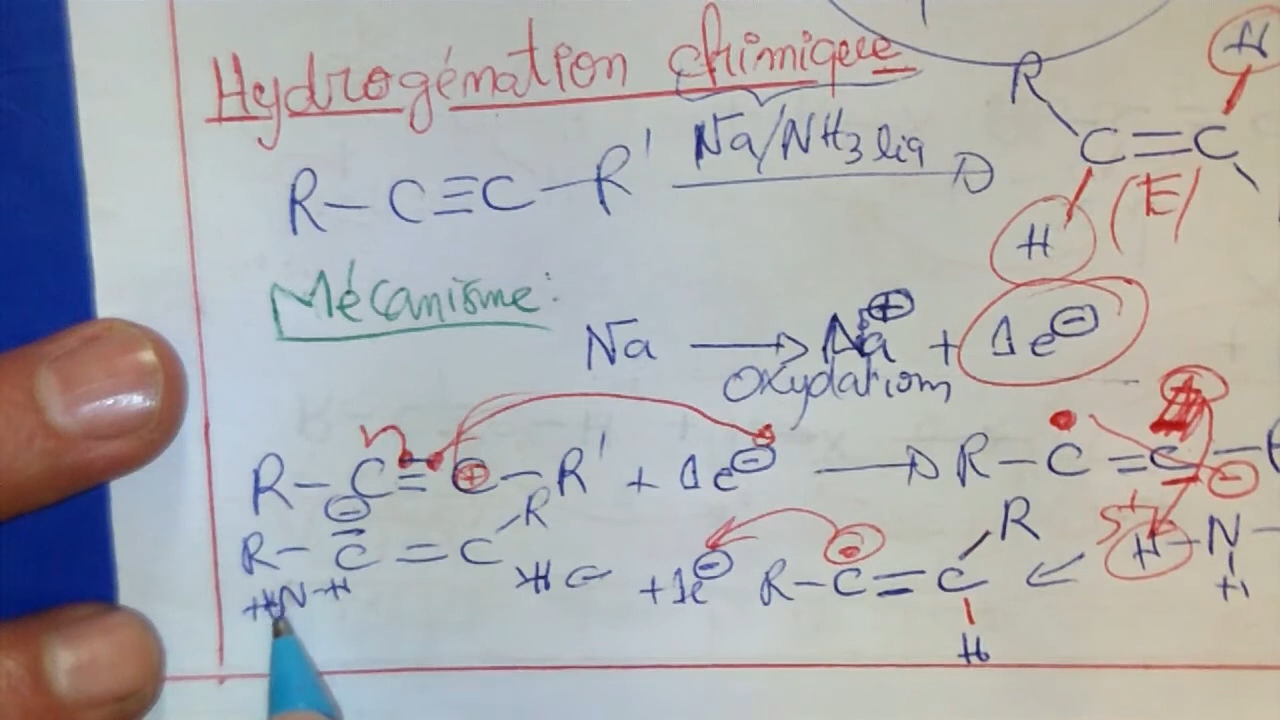 Hydrogénation chimique
R – C ≡ C – R' Na/NH3 liq → R C = C H H (E)
Mécanisme:
Na → Na⊕ + 1e⊖
Oxydation
R – C ≡ C – R' + 1e⊖ → R – C = C ⊖
R – C⊖ = C – R + 1e⊖ R – C = C – R ← H – N – δ+
H N – H H H